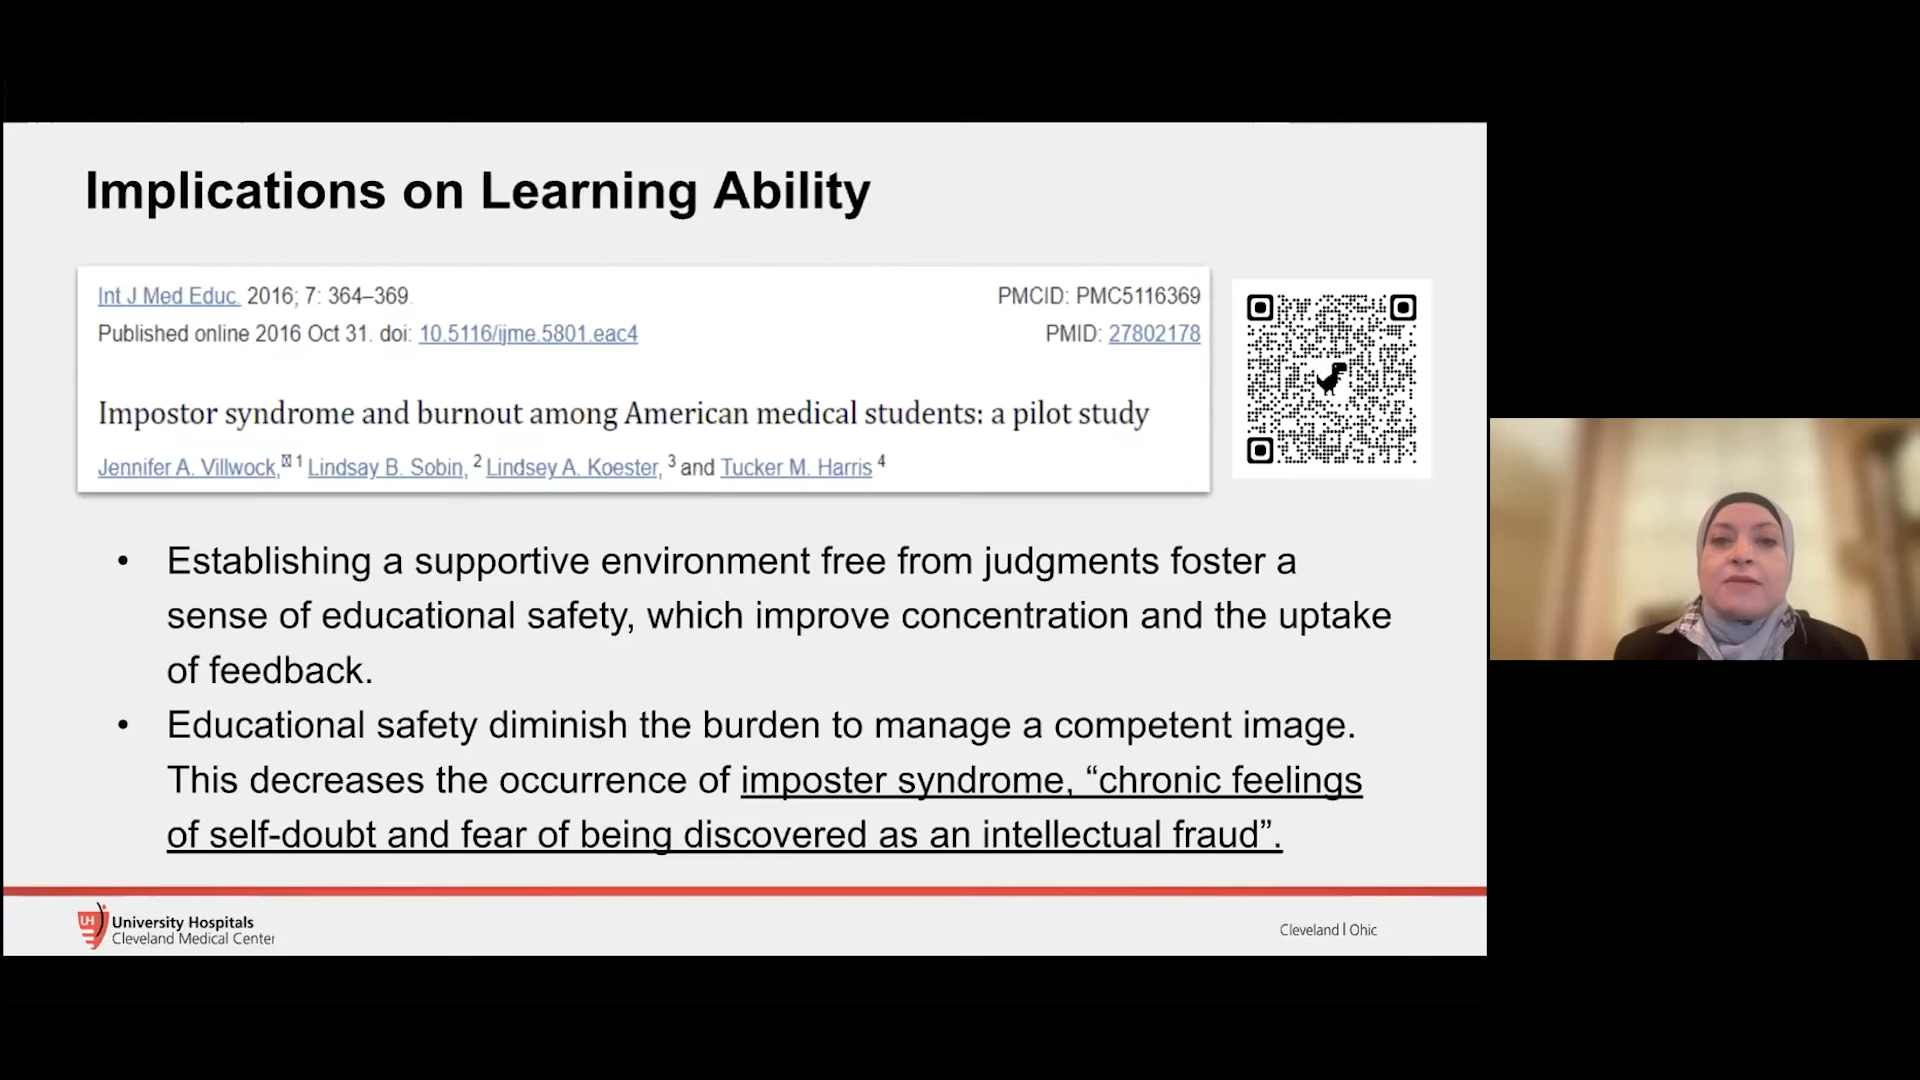 Implications on Learning Ability
Int J Med Educ. 2016; 7: 364–369.
PMCID: PMC5116369
Published online 2016 Oct 31. doi: 10.5116/ijme.5801.eac4
PMID: 27802178
Impostor syndrome and burnout among American medical students: a pilot study
Jennifer A. Villwock,✉ 1 Lindsay B. Sobin, 2 Lindsey A. Koester, 3 and Tucker M. Harris 4
• Establishing a supportive environment free from judgments foster a
sense of educational safety, which improve concentration and the uptake
of feedback.
• Educational safety diminish the burden to manage a competent image.
This decreases the occurrence of imposter syndrome, “chronic feelings
of self-doubt and fear of being discovered as an intellectual fraud”.
UH
University Hospitals
Cleveland Medical Center
Cleveland | Ohio